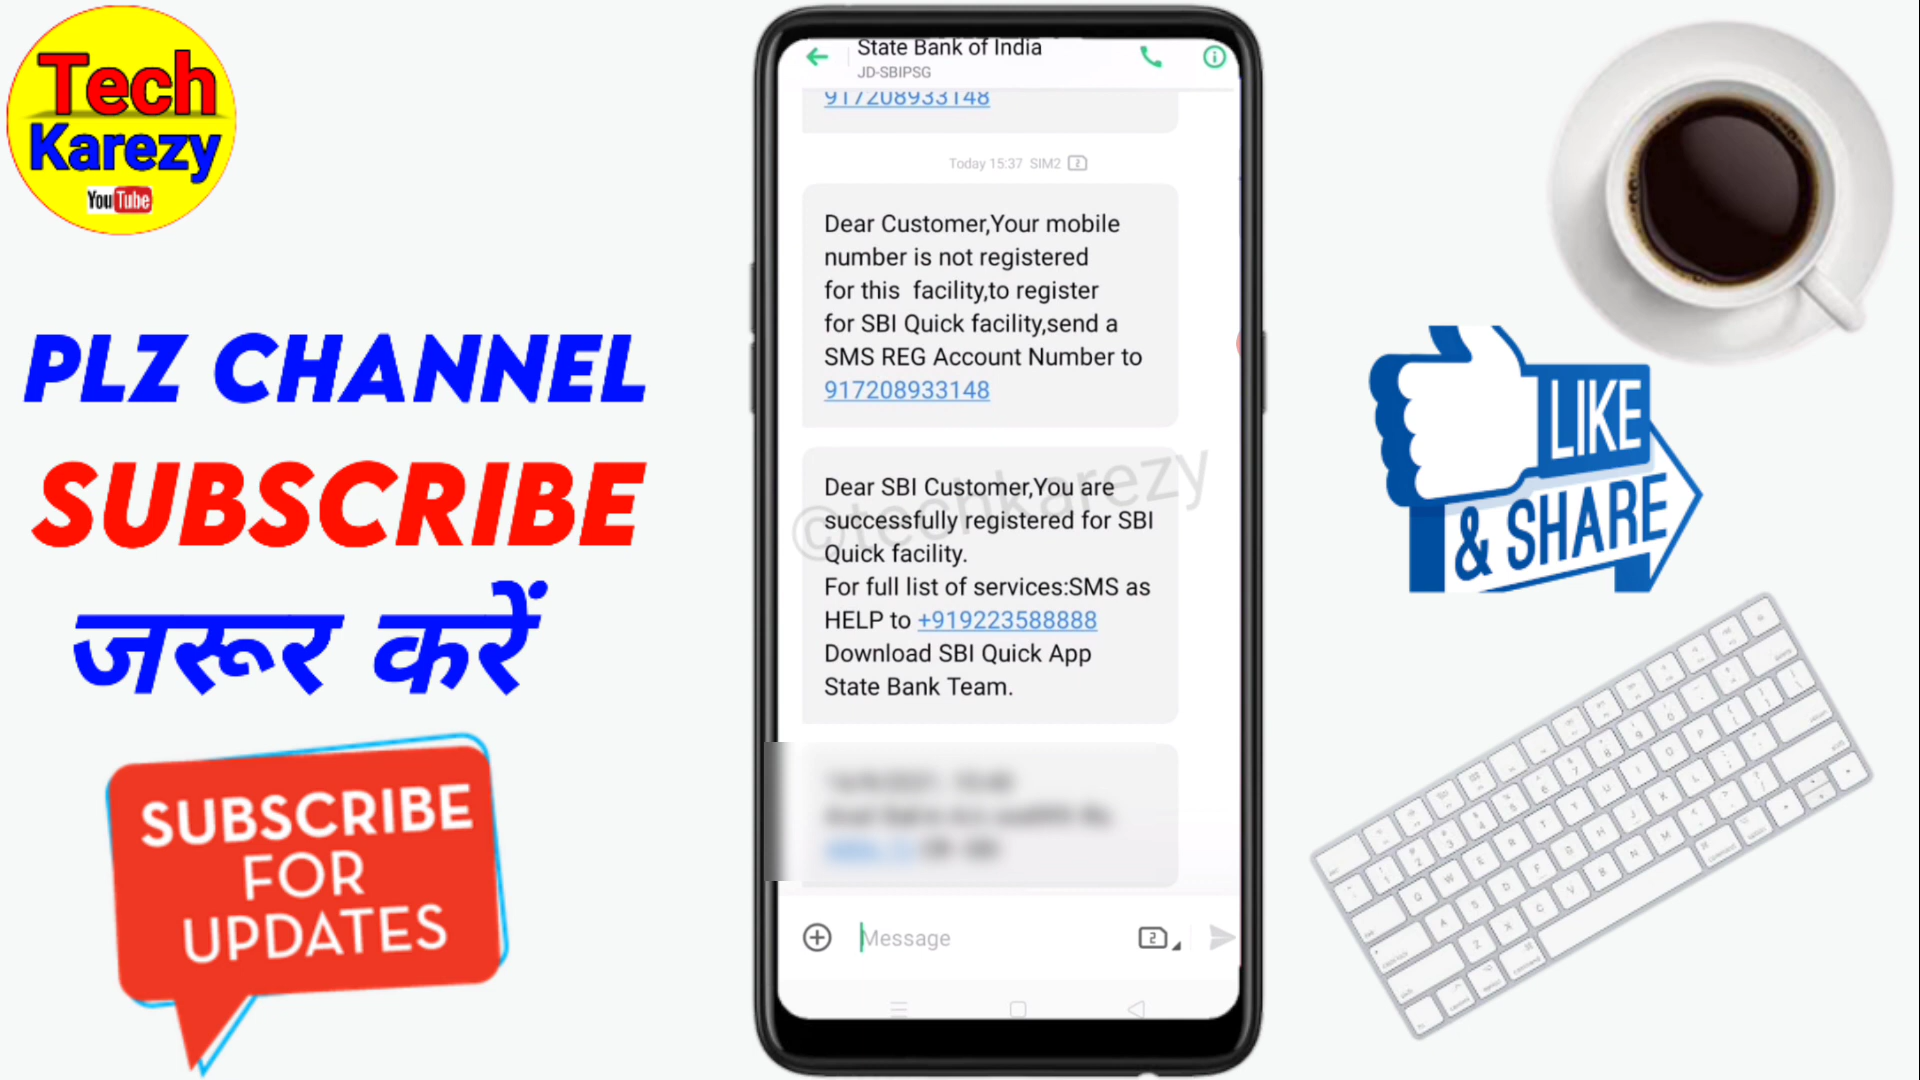 Tech
Karezy
YouTube
PLZ CHANNEL
SUBSCRIBE
जरूर करें
SUBSCRIBE
FOR
UPDATES
State Bank of India
JD-SBIPSG
917208933148
Today 15:37 SIM2 2
Dear Customer,Your mobile
number is not registered
for this  facility,to register
for SBI Quick facility,send a
SMS REG Account Number to
917208933148
©techkarezy
Dear SBI Customer,You are
successfully registered for SBI
Quick facility.
For full list of services:SMS as
HELP to +919223588888
Download SBI Quick App
State Bank Team.
Message
2
LIKE
& SHARE